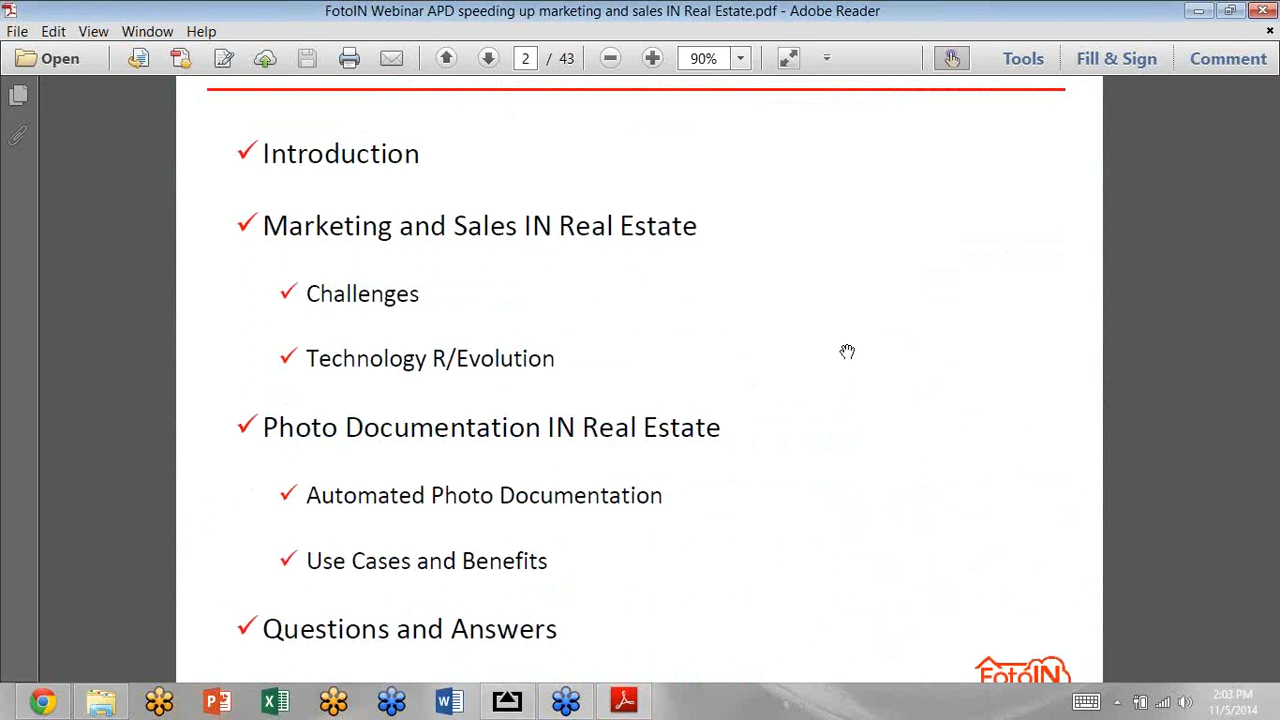 FotoIN Webinar APD speeding up marketing and sales IN Real Estate.pdf - Adobe Reader
File Edit View Window Help
Open 2 / 43 90% Tools Fill & Sign Comment
Introduction
Marketing and Sales IN Real Estate
Challenges
Technology R/Evolution
Photo Documentation IN Real Estate
Automated Photo Documentation
Use Cases and Benefits
Questions and Answers
FotoIN
2:03 PM
11/5/2014